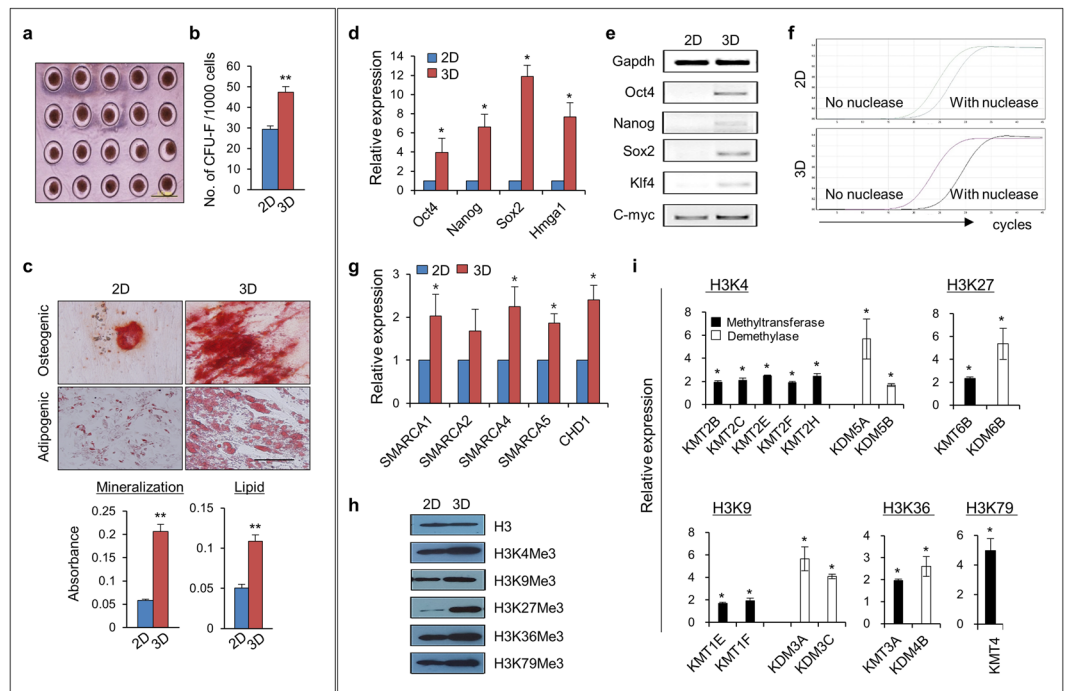 a
b
No. of CFU-F /1000 cells
60
50
40
30
20
10
0
**
2D
3D
c
2D
3D
Osteogenic
Adipogenic
Mineralization
Lipid
Absorbance
0.2
0.15
0.1
0.05
0
**
2D
3D
0.1
0.05
0
**
2D
3D
d
2D
3D
Relative expression
14
12
10
8
6
4
2
0
* * * *
Oct4
Nanog
Sox2
Hmga1
e
2D 3D
Gapdh
Oct4
Nanog
Sox2
Klf4
C-myc
f
2D
No nuclease
With nuclease
3D
No nuclease
With nuclease
cycles
g
2D
3D
Relative expression
3
2
1
0
* * * *
SMARCA1
SMARCA2
SMARCA4
SMARCA5
CHD1
h
2D 3D
H3
H3K4Me3
H3K9Me3
H3K27Me3
H3K36Me3
H3K79Me3
i
Relative expression
H3K4
Methyltransferase
Demethylase
8
6
4
2
0
* * * * * * *
KMT2B
KMT2C
KMT2E
KMT2F
KMT2H
KDM5A
KDM5B
H3K27
8
6
4
2
0
* *
KMT6B
KDM6B
H3K9
8
6
4
2
0
* * * *
KMT1E
KMT1F
KDM3A
KDM3C
H3K36
4
2
0
* *
KMT3A
KDM4B
H3K79
6
4
2
0
*
KMT4